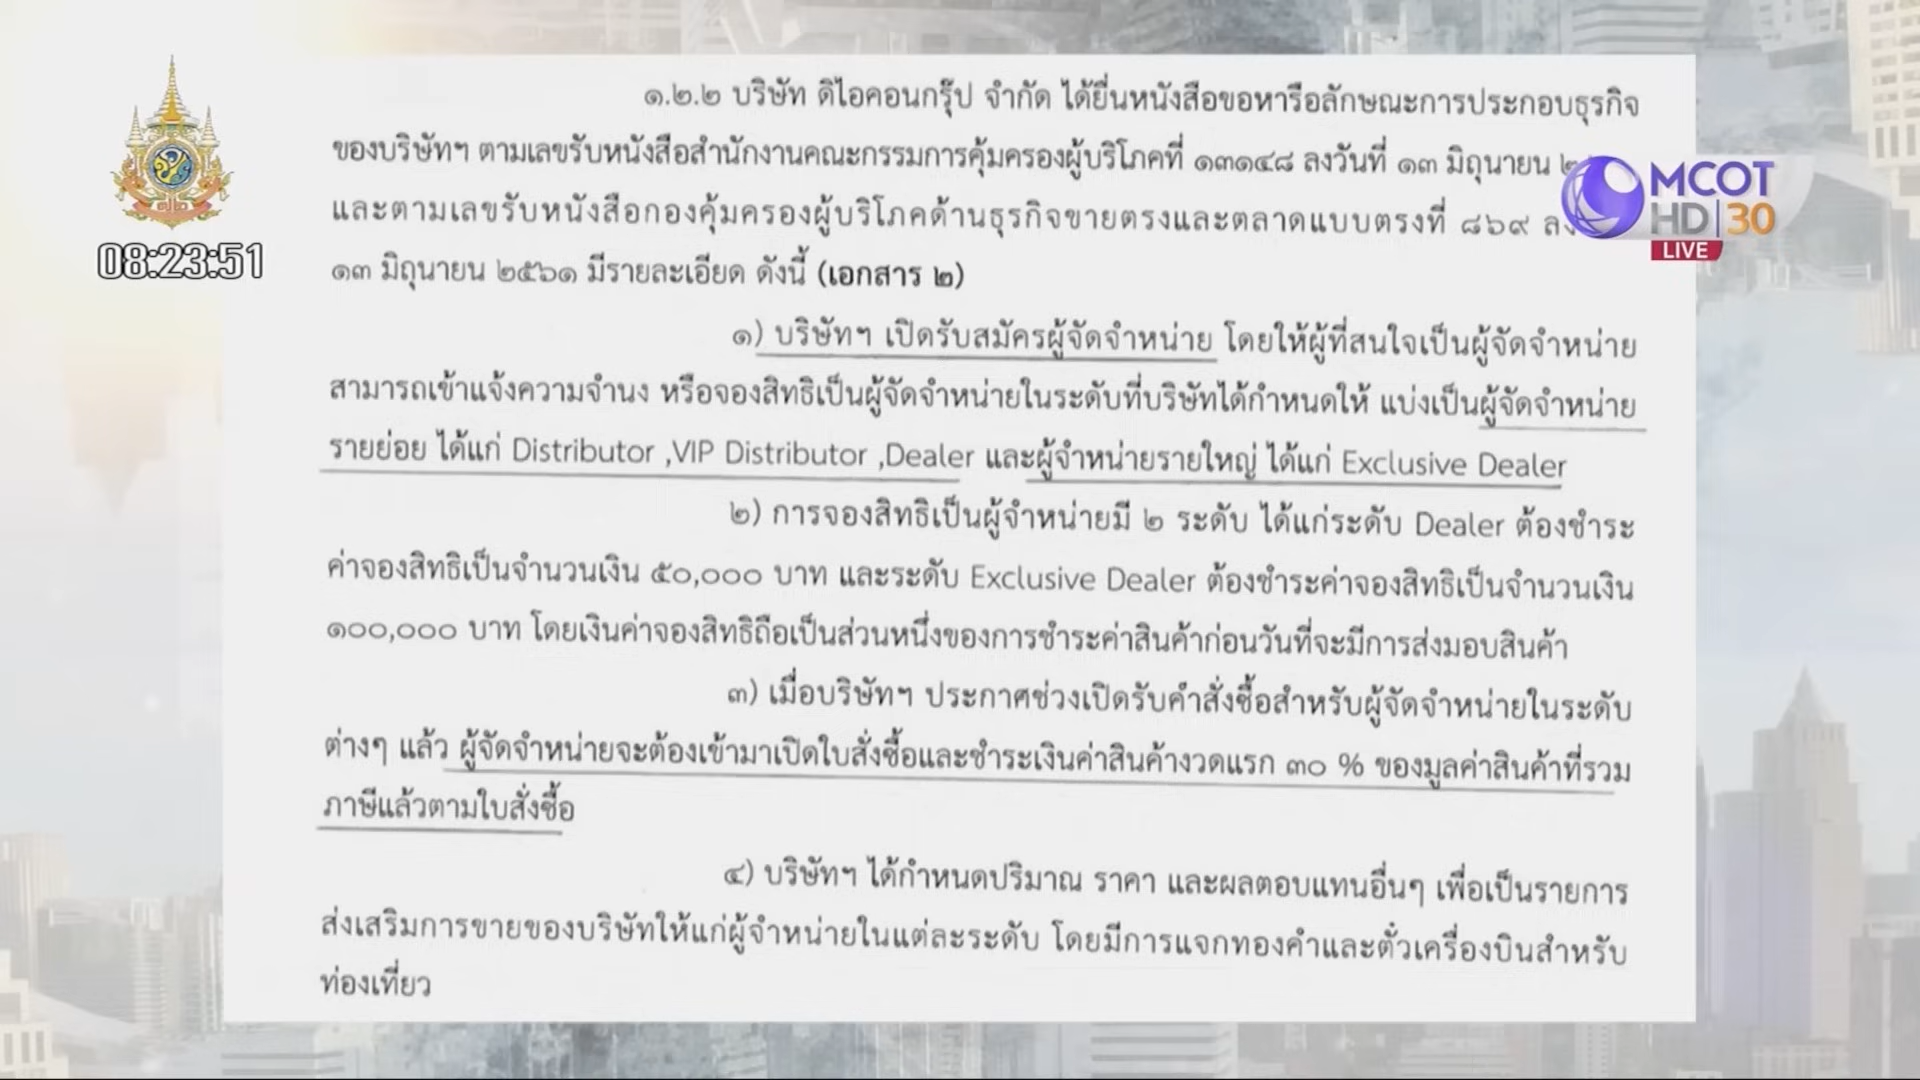 ๑.๒.๒ บริษัท ดิไอคอนกรุ๊ป จำกัด ได้ยื่นหนังสือขอหารือลักษณะการประกอบธุรกิจ
ของบริษัทฯ ตามเลขรับหนังสือสำนักงานคณะกรรมการคุ้มครองผู้บริโภคที่ ๑๓๑๔๘ ลงวันที่ ๑๓ มิถุนายน
และตามเลขรับหนังสือกองคุ้มครองผู้บริโภคด้านธุรกิจขายตรงและตลาดแบบตรงที่ ๘๖๙
๑๓ มิถุนายน ๒๕๖๑ มีรายละเอียด ดังนี้ (เอกสาร ๒)
๑) บริษัทฯ เปิดรับสมัครผู้จัดจำหน่าย โดยให้ผู้ที่สนใจเป็นผู้จัดจำหน่าย
สามารถเข้าแจ้งความจำนง หรือจองสิทธิเป็นผู้จัดจำหน่ายในระดับที่บริษัทได้กำหนดให้ แบ่งเป็นผู้จัดจำหน่าย
รายย่อย ได้แก่ Distributor ,VIP Distributor ,Dealer และผู้จำหน่ายรายใหญ่ ได้แก่ Exclusive Dealer
๒) การจองสิทธิเป็นผู้จำหน่ายมี ๒ ระดับ ได้แก่ระดับ Dealer ต้องชำระ
ค่าจองสิทธิเป็นจำนวนเงิน ๕๐,๐๐๐ บาท และระดับ Exclusive Dealer ต้องชำระค่าจองสิทธิเป็นจำนวนเงิน
๑๐๐,๐๐๐ บาท โดยเงินค่าจองสิทธิถือเป็นส่วนหนึ่งของการชำระค่าสินค้าก่อนวันที่จะมีการส่งมอบสินค้า
๓) เมื่อบริษัทฯ ประกาศช่วงเปิดรับคำสั่งซื้อสำหรับผู้จัดจำหน่ายในระดับ
ต่างๆ แล้ว ผู้จัดจำหน่ายจะต้องเข้ามาเปิดใบสั่งซื้อและชำระเงินค่าสินค้างวดแรก ๓๐ % ของมูลค่าสินค้าที่รวม
ภาษีแล้วตามใบสั่งซื้อ
๔) บริษัทฯ ได้กำหนดปริมาณ ราคา และผลตอบแทนอื่นๆ เพื่อเป็นรายการ
ส่งเสริมการขายของบริษัทให้แก่ผู้จำหน่ายในแต่ละระดับ โดยมีการแจกทองคำและตั๋วเครื่องบินสำหรับ
ท่องเที่ยว
08:23:51
MCOT
HD|30
LIVE